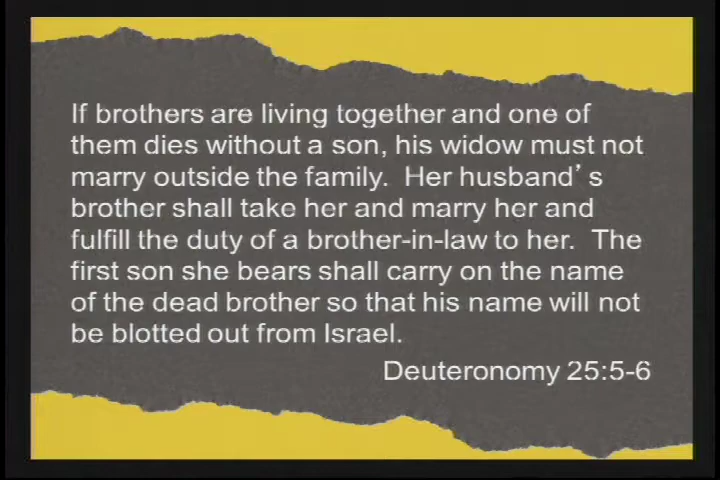 If brothers are living together and one of
them dies without a son, his widow must not
marry outside the family.  Her husband’ s
brother shall take her and marry her and
fulfill the duty of a brother-in-law to her.  The
first son she bears shall carry on the name
of the dead brother so that his name will not
be blotted out from Israel.
Deuteronomy 25:5-6